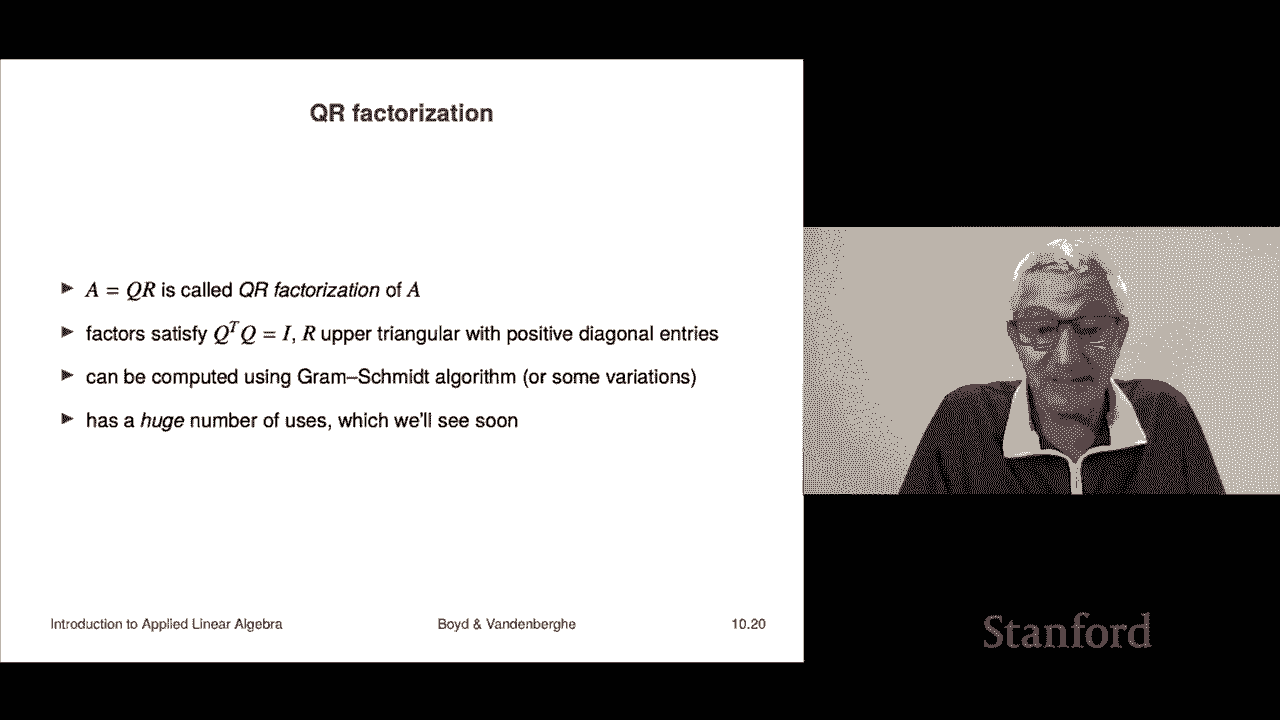 QR factorization
► A = QR is called QR factorization of A
► factors satisfy QᵀQ = I, R upper triangular with positive diagonal entries
► can be computed using Gram–Schmidt algorithm (or some variations)
► has a huge number of uses, which we'll see soon
Introduction to Applied Linear Algebra Boyd & Vandenberghe 10.20
Stanford